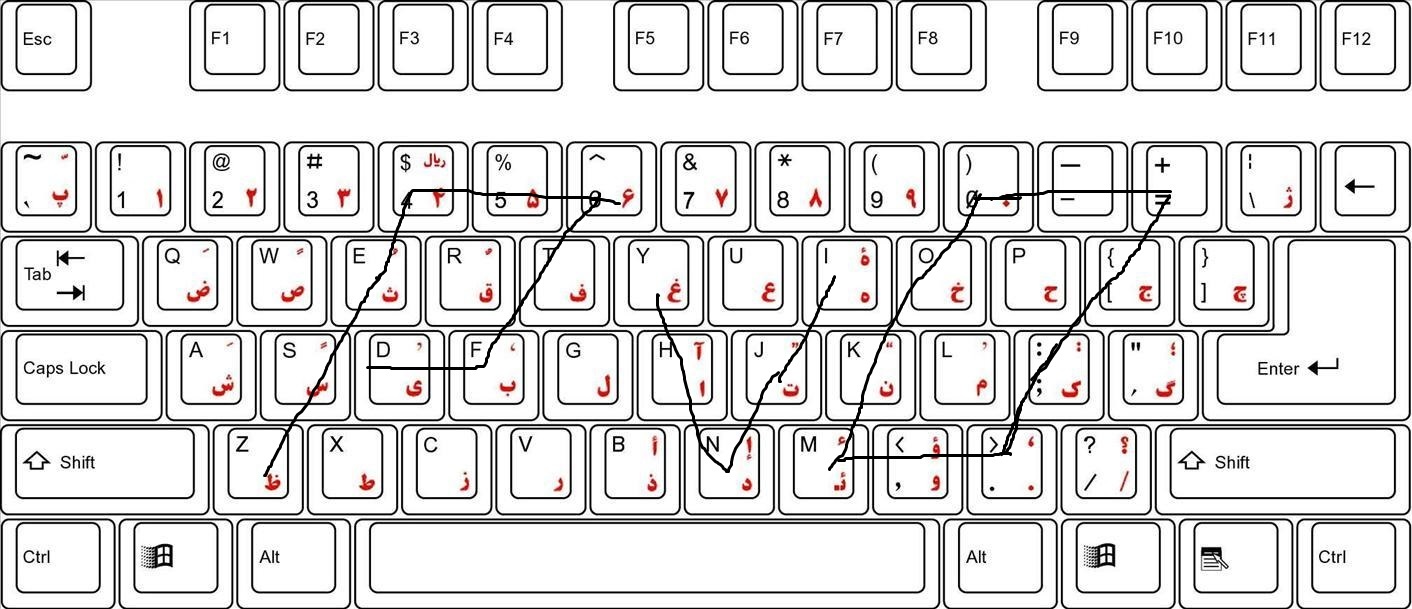 Esc F1 F2 F3 F4 F5 F6 F7 F8 F9 F10 F11 F12
~ ّ ! @ # $ ریال % ^ & * ( ) _ + ¦
` پ 1 ۱ 2 ۲ 3 ۳ 4 ۴ 5 ۵ 6 ۶ 7 ۷ 8 ۸ 9 ۹ 0 ۰ - = \ ژ ←
Tab Q َ ض W ٍ ص E ُ ث R ٌ ق T ف Y غ U ع I هٔ ه O خ P ح { [ ج } ] چ
Caps Lock A َ ش S ً س D ی F ب G ل H آ ا J ت K ن L م : ; ک " ' گ Enter
Shift Z ظ X ط C ز V ر B أ ذ N إ د M ء ئ < , ؤ و > . ، . ? / ؟ / Shift
Ctrl Alt Alt Ctrl